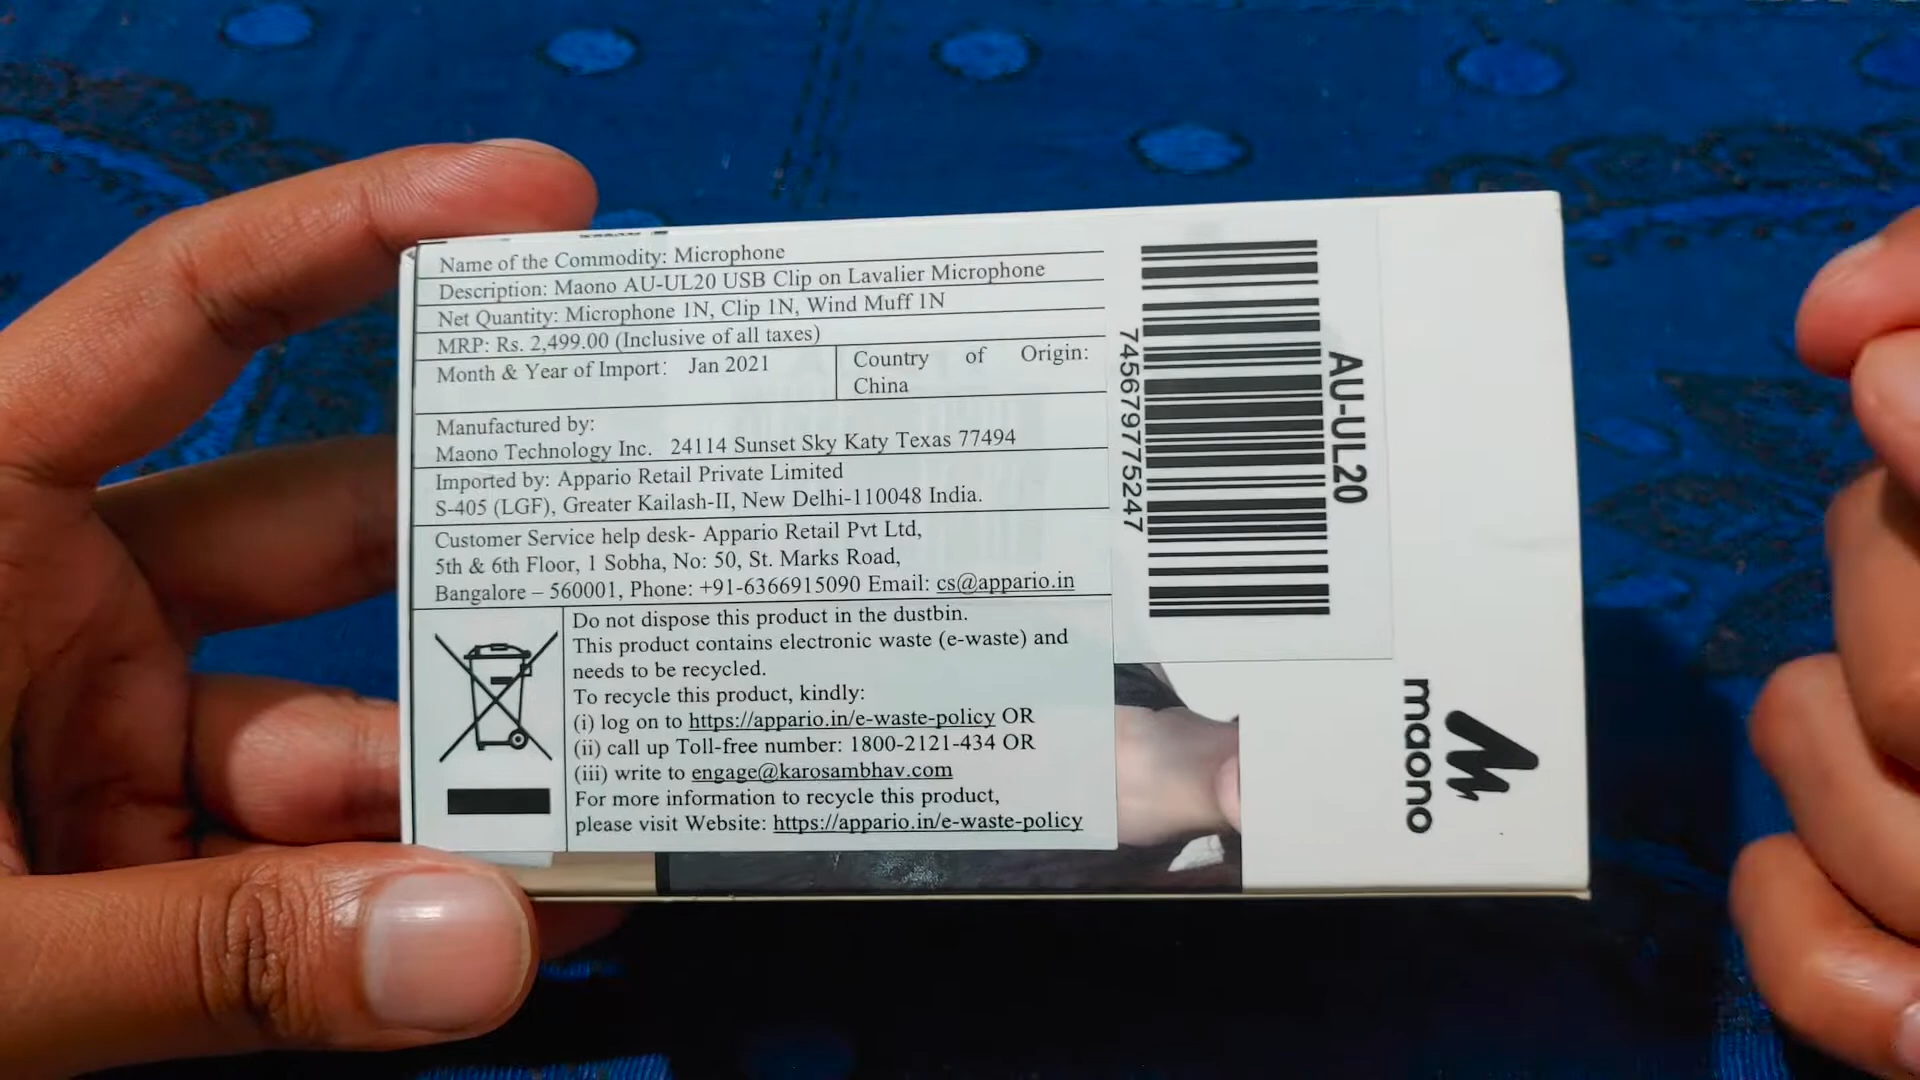 Name of the Commodity: Microphone
Description: Maono AU-UL20 USB Clip on Lavalier Microphone
Net Quantity: Microphone 1N, Clip 1N, Wind Muff 1N
MRP: Rs. 2,499.00 (Inclusive of all taxes)
Month & Year of Import: Jan 2021
Country of Origin:
China
Manufactured by:
Maono Technology Inc. 24114 Sunset Sky Katy Texas 77494
Imported by: Appario Retail Private Limited
S-405 (LGF), Greater Kailash-II, New Delhi-110048 India.
Customer Service help desk- Appario Retail Pvt Ltd,
5th & 6th Floor, 1 Sobha, No: 50, St. Marks Road,
Bangalore – 560001, Phone: +91-6366915090 Email: cs@appario.in
Do not dispose this product in the dustbin.
This product contains electronic waste (e-waste) and
needs to be recycled.
To recycle this product, kindly:
(i) log on to https://appario.in/e-waste-policy OR
(ii) call up Toll-free number: 1800-2121-434 OR
(iii) write to engage@karosambhav.com
For more information to recycle this product,
please visit Website: https://appario.in/e-waste-policy
745679775247
AU-UL20
maono